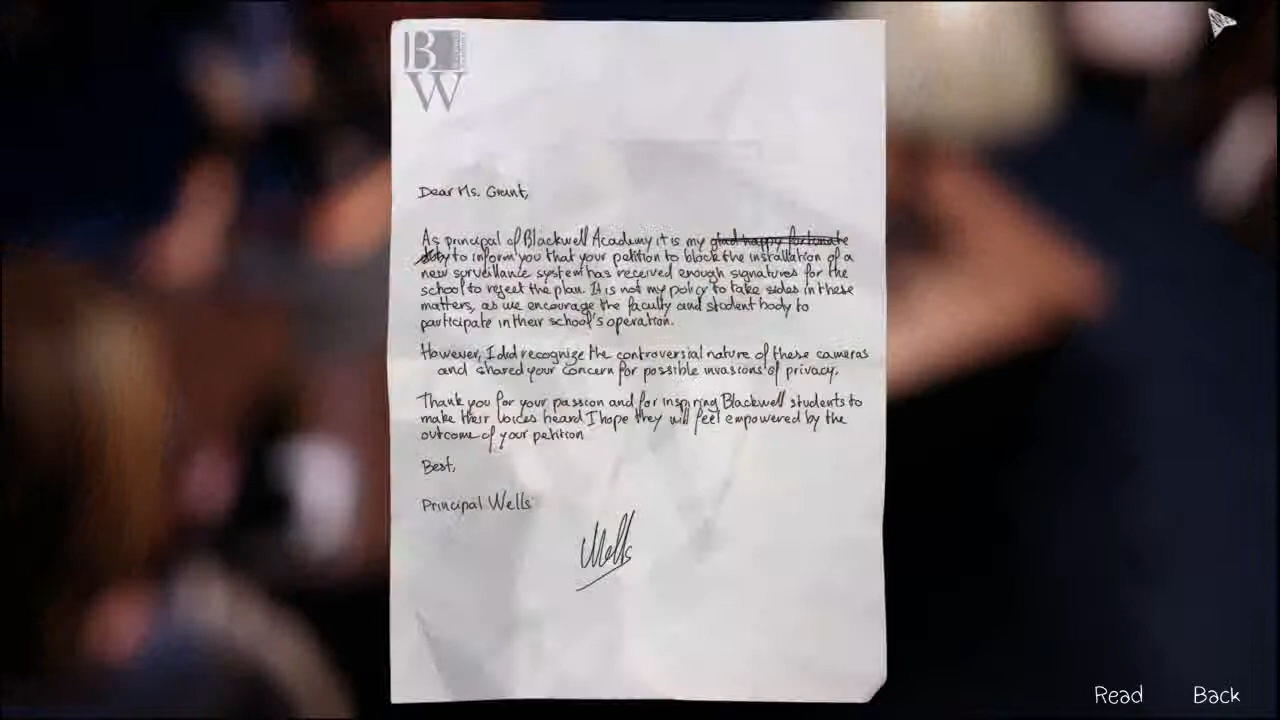 B
W
Dear Ms. Grant,
As principal of Blackwell Academy it is my glad happy fortunate
duty to inform you that your petition to block the installation of a
new surveillance system has received enough signatures for the
school to reject the plan. It is not my policy to take sides in these
matters, as we encourage the faculty and student body to
participate in their school's operation.
However, I did recognize the controversial nature of these cameras
and shared your concern for possible invasions of privacy.
Thank you for your passion and for inspiring Blackwell students to
make their voices heard I hope they will feel empowered by the
outcome of your petition
Best,
Principal Wells
Wells
Read Back